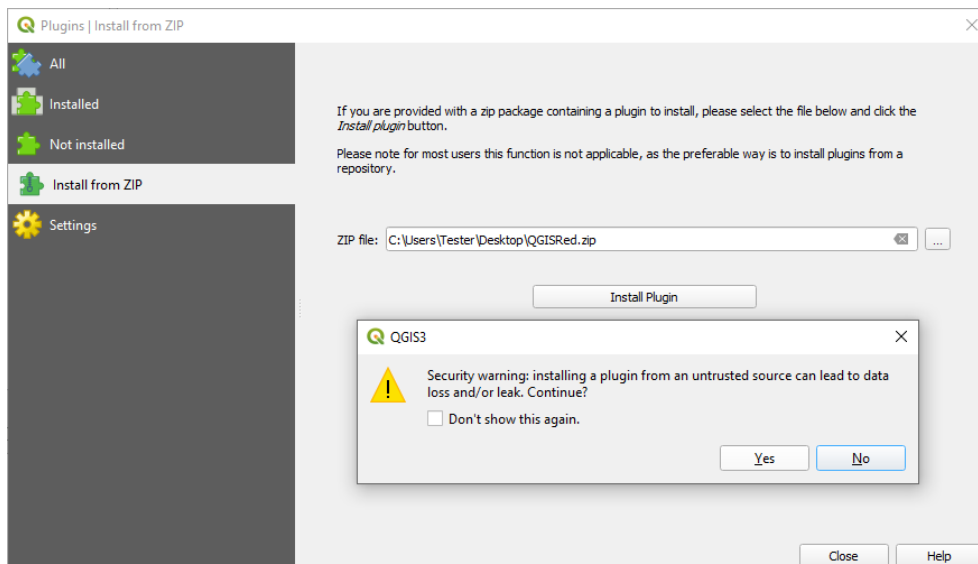 Plugins | Install from ZIP
All
Installed
Not installed
Install from ZIP
Settings
If you are provided with a zip package containing a plugin to install, please select the file below and click the
Install plugin button.
Please note for most users this function is not applicable, as the preferable way is to install plugins from a
repository.
ZIP file: C:\Users\Tester\Desktop\QGISRed.zip ...
Install Plugin
QGIS3
Security warning: installing a plugin from an untrusted source can lead to data
loss and/or leak. Continue?
Don't show this again.
Yes No
Close Help